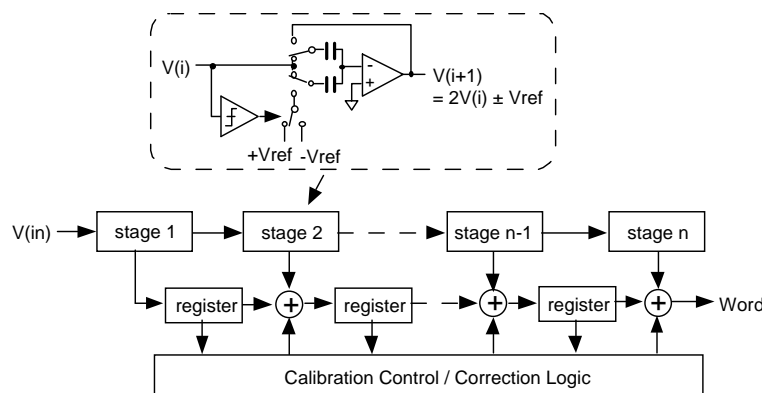 V(i)
-
+
V(i+1)
= 2V(i) ± Vref
+Vref -Vref
V(in)
stage 1
stage 2
stage n-1
stage n
register
+
register
+
register
+
Word
Calibration Control / Correction Logic